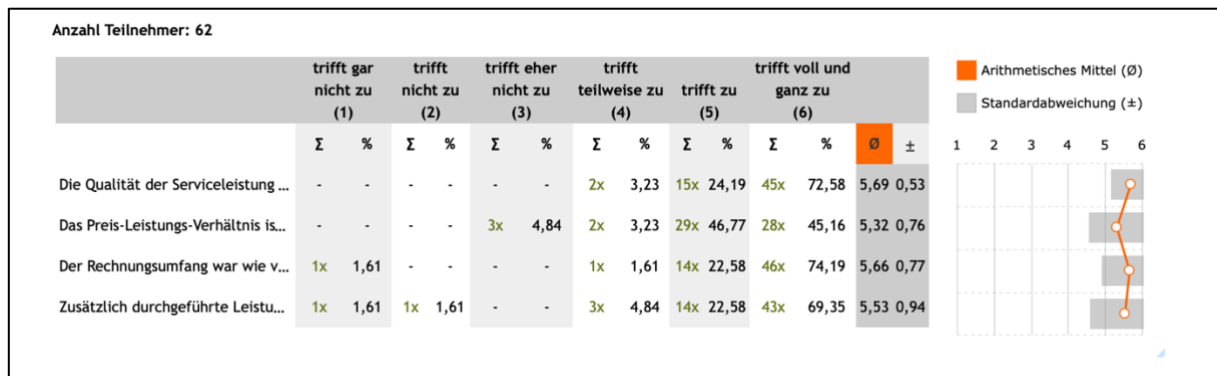 Anzahl Teilnehmer: 62
trifft gar nicht zu (1) trifft nicht zu (2) trifft eher nicht zu (3) trifft teilweise zu (4) trifft zu (5) trifft voll und ganz zu (6)
Σ % Σ % Σ % Σ % Σ % Σ % Ø ±
Die Qualität der Serviceleistung ... - - - - - - 2x 3,23 15x 24,19 45x 72,58 5,69 0,53
Das Preis-Leistungs-Verhältnis is... - - - - 3x 4,84 2x 3,23 29x 46,77 28x 45,16 5,32 0,76
Der Rechnungsumfang war wie v... 1x 1,61 - - - - 1x 1,61 14x 22,58 46x 74,19 5,66 0,77
Zusätzlich durchgeführte Leistu... 1x 1,61 1x 1,61 - - 3x 4,84 14x 22,58 43x 69,35 5,53 0,94
Arithmetisches Mittel (Ø)
Standardabweichung (±)
1 2 3 4 5 6